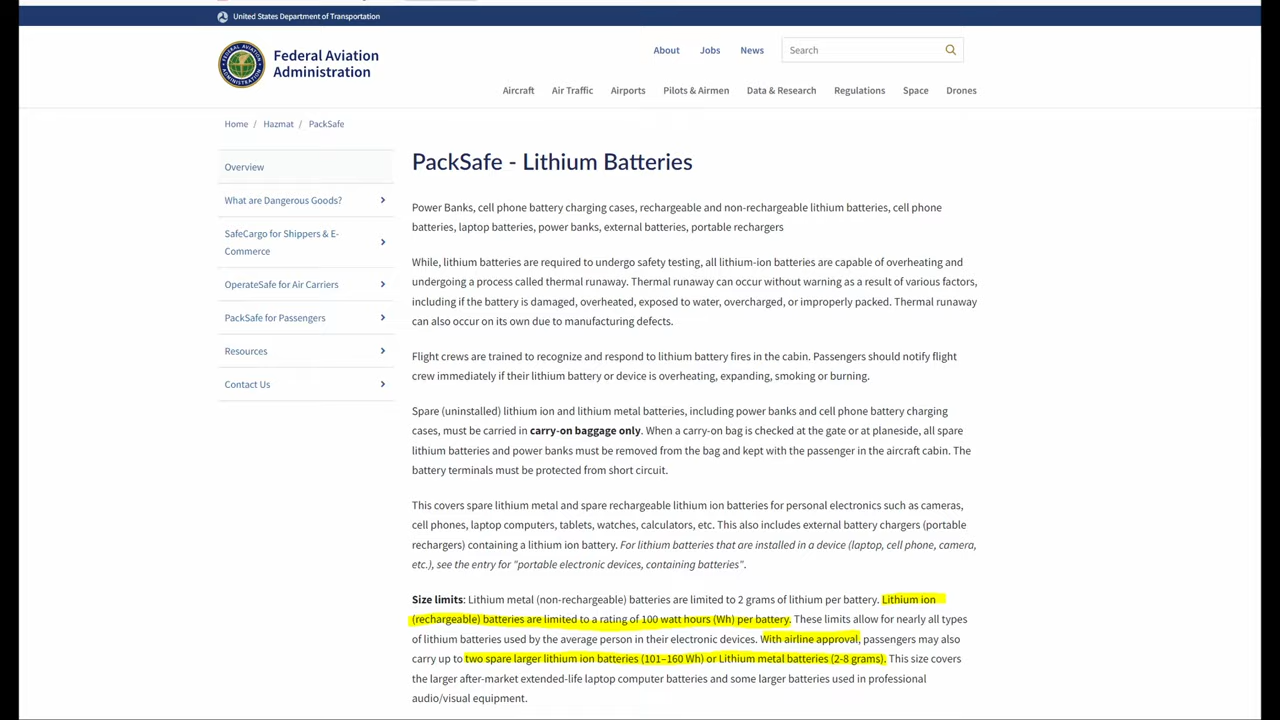 United States Department of Transportation
Federal Aviation
Administration
About
Jobs
News
Search
Aircraft
Air Traffic
Airports
Pilots & Airmen
Data & Research
Regulations
Space
Drones
Home / Hazmat / PackSafe
Overview
What are Dangerous Goods?
SafeCargo for Shippers & E-
Commerce
OperateSafe for Air Carriers
PackSafe for Passengers
Resources
Contact Us
PackSafe - Lithium Batteries
Power Banks, cell phone battery charging cases, rechargeable and non-rechargeable lithium batteries, cell phone
batteries, laptop batteries, power banks, external batteries, portable rechargers
While, lithium batteries are required to undergo safety testing, all lithium-ion batteries are capable of overheating and
undergoing a process called thermal runaway. Thermal runaway can occur without warning as a result of various factors,
including if the battery is damaged, overheated, exposed to water, overcharged, or improperly packed. Thermal runaway
can also occur on its own due to manufacturing defects.
Flight crews are trained to recognize and respond to lithium battery fires in the cabin. Passengers should notify flight
crew immediately if their lithium battery or device is overheating, expanding, smoking or burning.
Spare (uninstalled) lithium ion and lithium metal batteries, including power banks and cell phone battery charging
cases, must be carried in carry-on baggage only. When a carry-on bag is checked at the gate or at planeside, all spare
lithium batteries and power banks must be removed from the bag and kept with the passenger in the aircraft cabin. The
battery terminals must be protected from short circuit.
This covers spare lithium metal and spare rechargeable lithium ion batteries for personal electronics such as cameras,
cell phones, laptop computers, tablets, watches, calculators, etc. This also includes external battery chargers (portable
rechargers) containing a lithium ion battery. For lithium batteries that are installed in a device (laptop, cell phone, camera,
etc.), see the entry for "portable electronic devices, containing batteries".
Size limits: Lithium metal (non-rechargeable) batteries are limited to 2 grams of lithium per battery. Lithium ion
(rechargeable) batteries are limited to a rating of 100 watt hours (Wh) per battery. These limits allow for nearly all types
of lithium batteries used by the average person in their electronic devices. With airline approval, passengers may also
carry up to two spare larger lithium ion batteries (101–160 Wh) or Lithium metal batteries (2-8 grams). This size covers
the larger after-market extended-life laptop computer batteries and some larger batteries used in professional
audio/visual equipment.